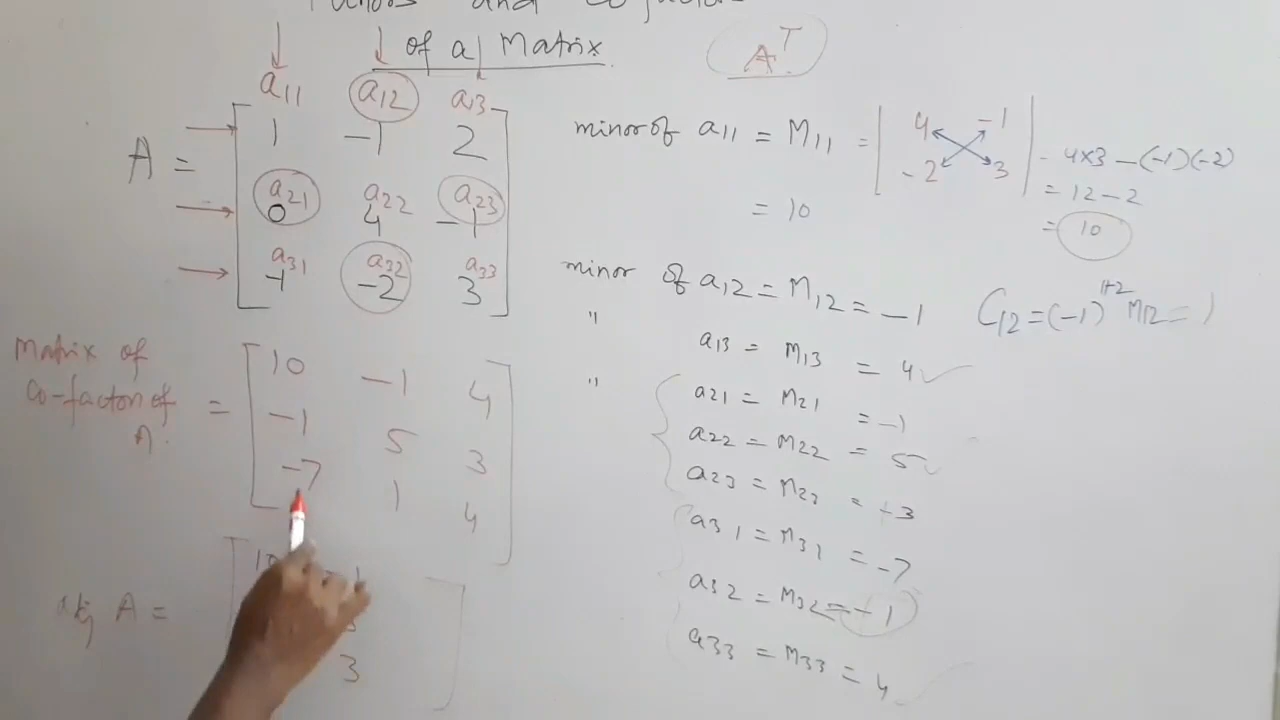 and
of a Matrix
A^T
a11 a12 a13
A = [ 1 -1 2
a21 a22 a23
0 4 -1
a31 a32 a33
-1 -2 3 ]
minor of a11 = M11 = | 4 -1
-2 3 | = 4×3 - (-1)(-2)
= 12 - 2
= 10
= 10
minor of a12 = M12 = -1
C12 = (-1)^1+2 M12 = 1
" a13 = M13 = 4 ✓
" a21 = M21 = -1
a22 = M22 = 5
a23 = M23 = +3
a31 = M31 = -7
a32 = M32 = -1
a33 = M33 = 4
Matrix of
Co-factor of
A.
= [ 10 -1 4
-1 5 3
-7 1 4 ]
adj A = [ 10
3 ]